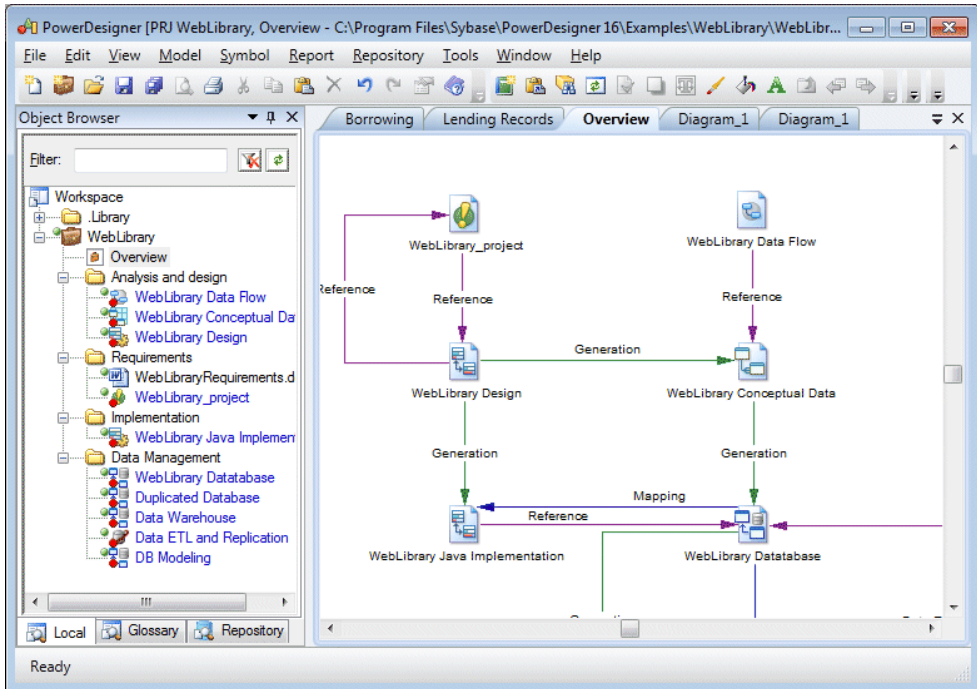 PowerDesigner [PRJ WebLibrary, Overview - C:\Program Files\Sybase\PowerDesigner 16\Examples\WebLibrary\WebLibr...
File Edit View Model Symbol Report Repository Tools Window Help
Object Browser
Filter:
Workspace
.Library
WebLibrary
Overview
Analysis and design
WebLibrary Data Flow
WebLibrary Conceptual Da
WebLibrary Design
Requirements
WebLibraryRequirements.d
WebLibrary_project
Implementation
WebLibrary Java Implemen
Data Management
WebLibrary Datatabase
Duplicated Database
Data Warehouse
Data ETL and Replication
DB Modeling
Local Glossary Repository
Borrowing Lending Records Overview Diagram_1 Diagram_1
WebLibrary_project
WebLibrary Data Flow
Reference
Reference
Reference
Generation
WebLibrary Design
WebLibrary Conceptual Data
Generation
Generation
Mapping
Reference
WebLibrary Java Implementation
WebLibrary Datatabase
Ready